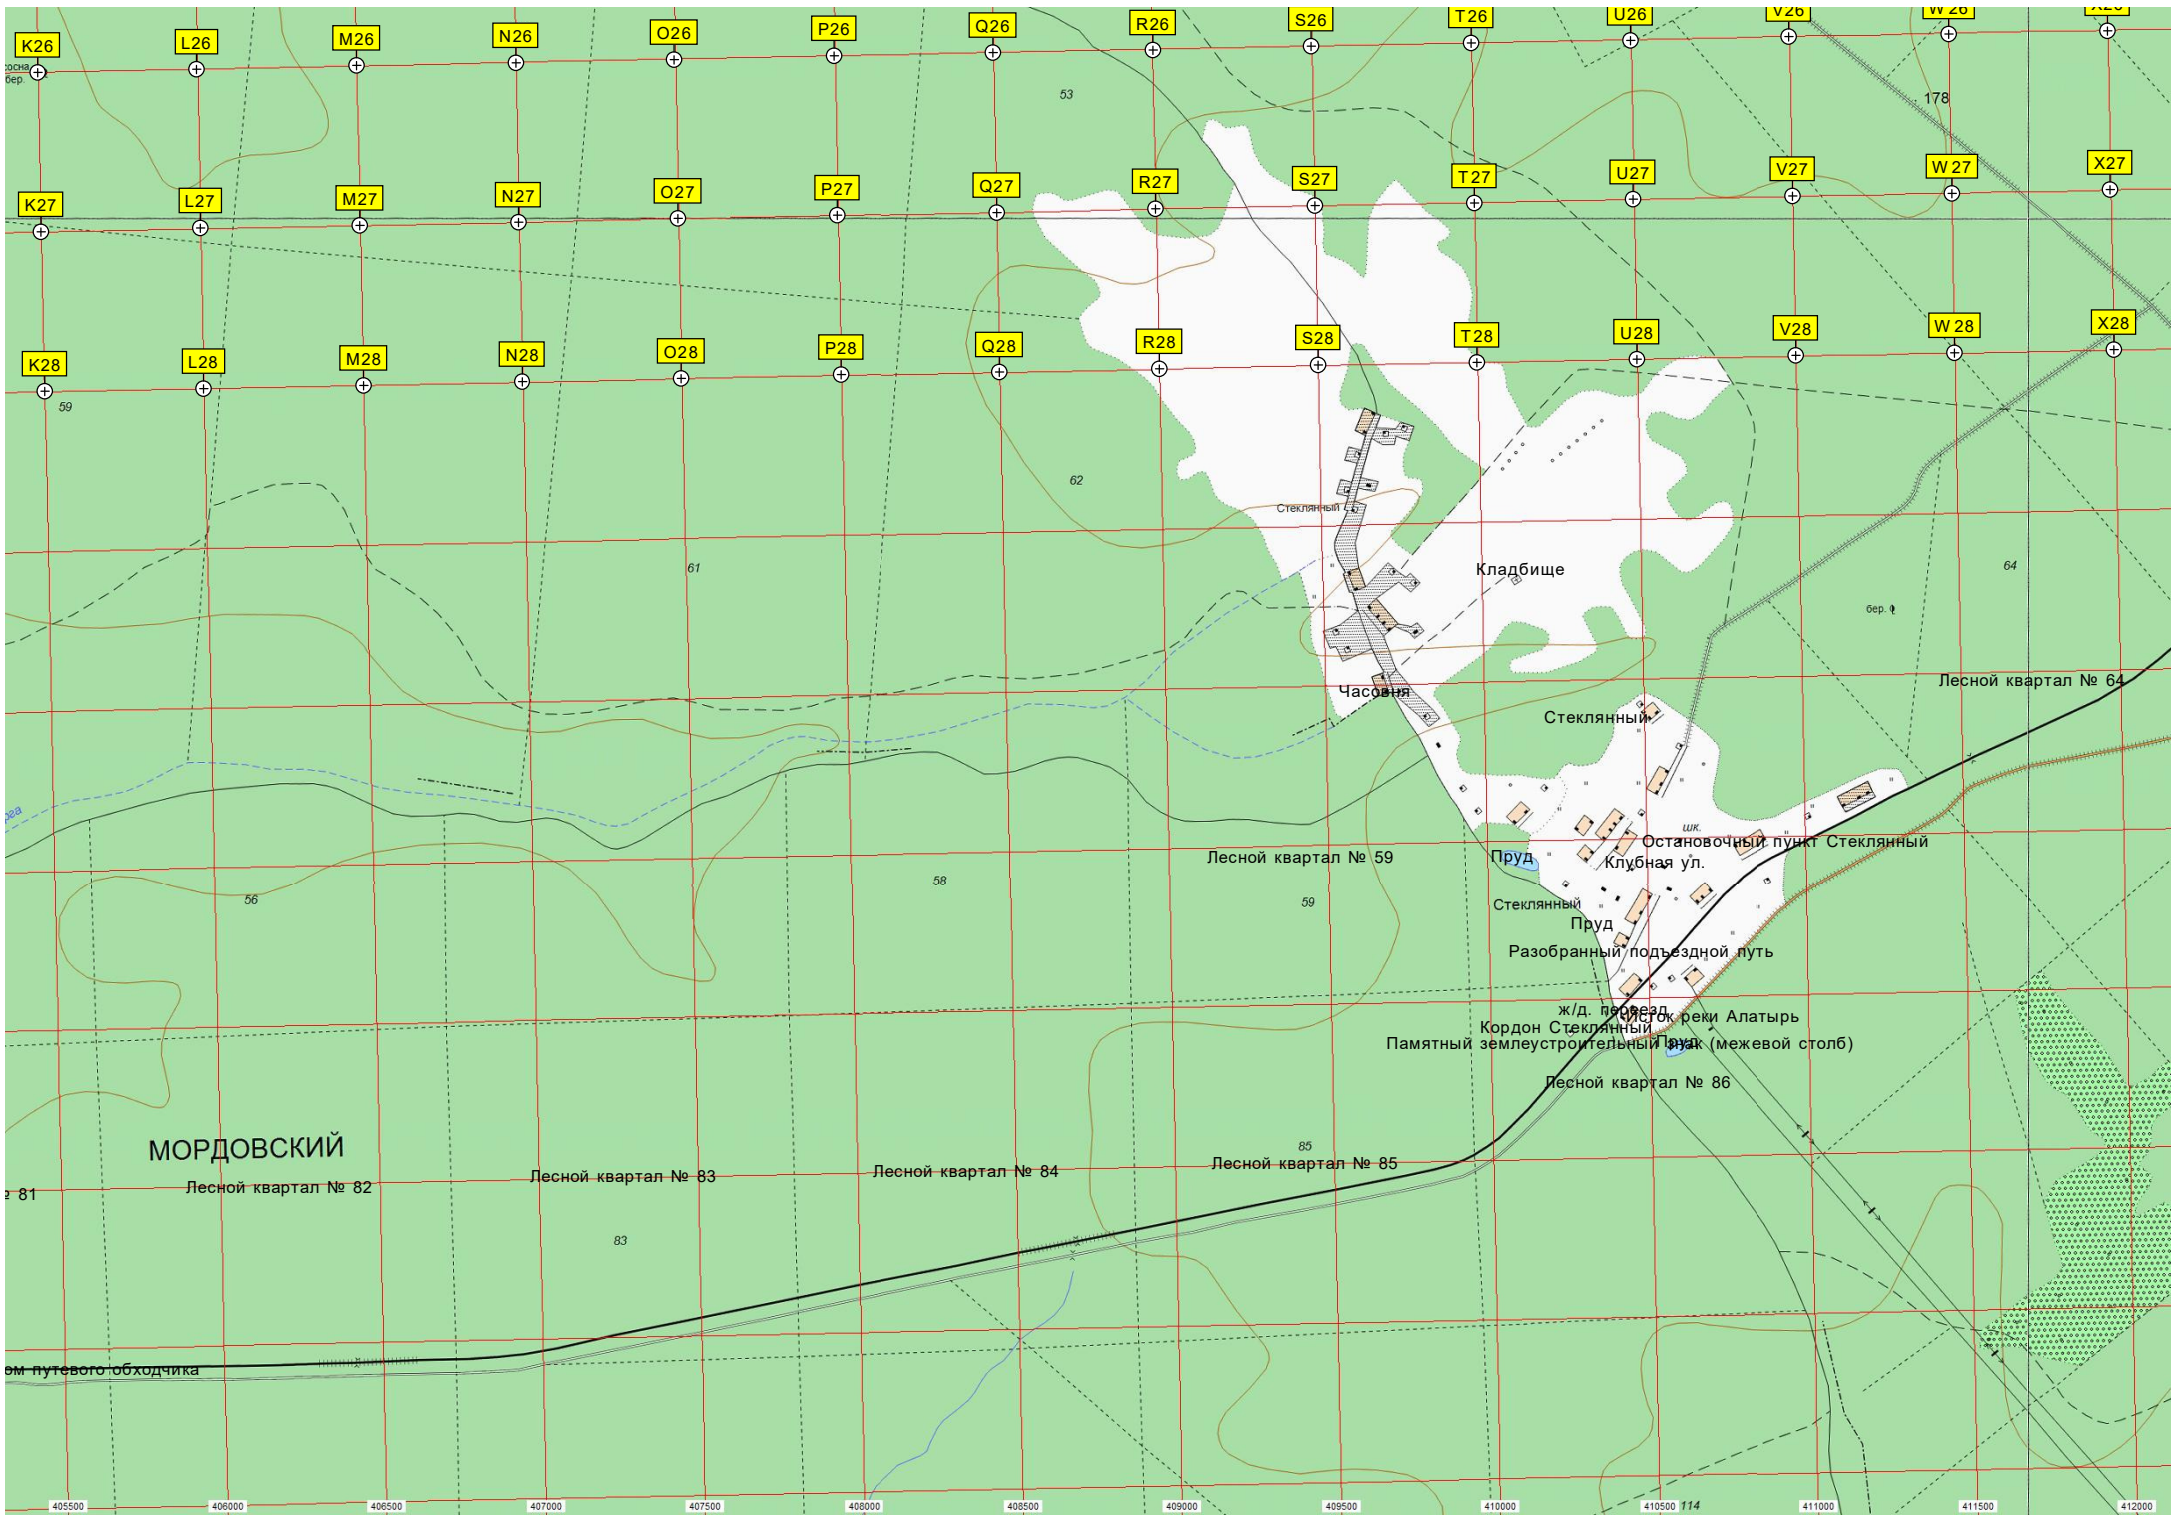 K26 L26 M26 N26 O26 P26 Q26 R26 S26 T26 U26 V26 W26
сосна
бер.
53
178
K27 L27 M27 N27 O27 P27 Q27 R27 S27 T27 U27 V27 W27 X27
K28 L28 M28 N28 O28 P28 Q28 R28 S28 T28 U28 V28 W28 X28
59
62
Стеклянный
61
Кладбище
64
бер.
Лесной квартал № 64
Часовня
Стеклянный
шк.
Остановочный пункт Стеклянный
Лесной квартал № 59
Пруд
Клубная ул.
58
56
59
Стеклянный
Пруд
Разобранный подъездной путь
ж/д. переезд
Исток реки Алатырь
Кордон Стеклянный
Памятный землеустроительный знак (межевой столб)
Пруд
Лесной квартал № 86
МОРДОВСКИЙ
85
Лесной квартал № 85
Лесной квартал № 84
Лесной квартал № 83
Лесной квартал № 82
№ 81
83
ом путевого обходчика
114
405500 406000 406500 407000 407500 408000 408500 409000 409500 410000 410500 411000 411500 412000